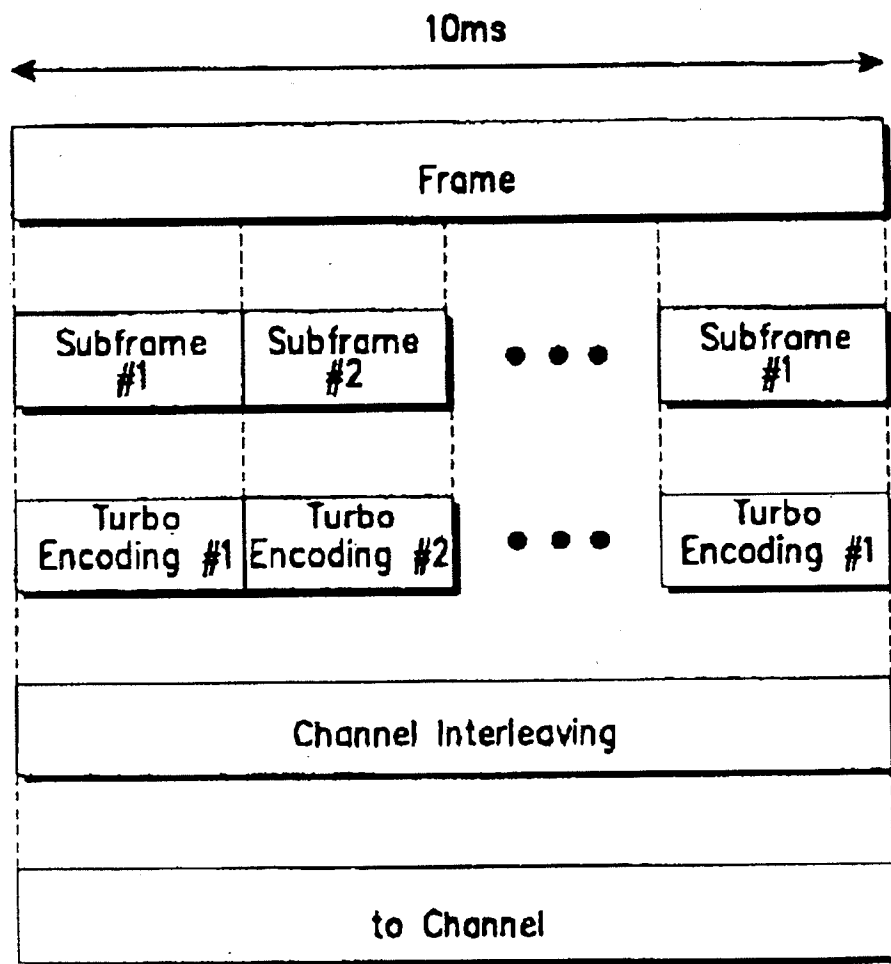 10ms
Frame
Subframe
#1
Subframe
#2
Subframe
#1
Turbo
Encoding #1
Turbo
Encoding #2
Turbo
Encoding #1
Channel Interleaving
to Channel